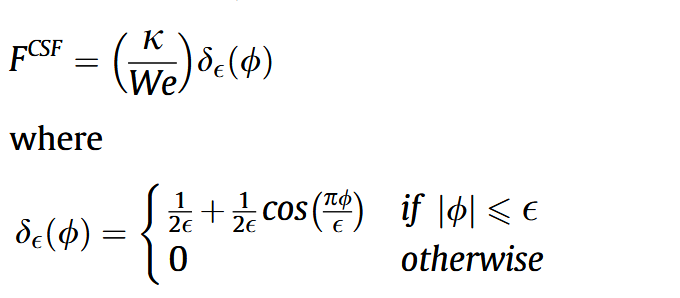 F^{CSF} = (κ/We) δ_ϵ(ϕ)
where
δ_ϵ(ϕ) = { 1/2ϵ + 1/2ϵ cos(πϕ/ϵ) if |ϕ| ⩽ ϵ
0 otherwise